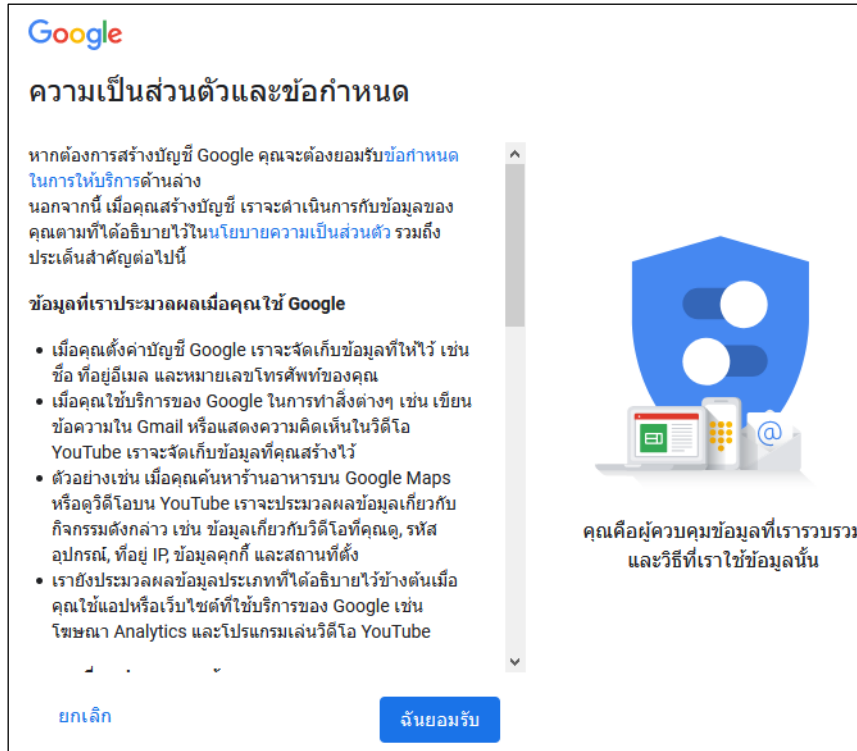 Google
ความเป็นส่วนตัวและข้อกำหนด
หากต้องการสร้างบัญชี Google คุณจะต้องยอมรับข้อกำหนด
ในการให้บริการด้านล่าง
นอกจากนี้ เมื่อคุณสร้างบัญชี เราจะดำเนินการกับข้อมูลของ
คุณตามที่ได้อธิบายไว้ในนโยบายความเป็นส่วนตัว รวมถึง
ประเด็นสำคัญต่อไปนี้
ข้อมูลที่เราประมวลผลเมื่อคุณใช้ Google
• เมื่อคุณตั้งค่าบัญชี Google เราจะจัดเก็บข้อมูลที่ให้ไว้ เช่น
ชื่อ ที่อยู่อีเมล และหมายเลขโทรศัพท์ของคุณ
• เมื่อคุณใช้บริการของ Google ในการทำสิ่งต่างๆ เช่น เขียน
ข้อความใน Gmail หรือแสดงความคิดเห็นในวิดีโอ
YouTube เราจะจัดเก็บข้อมูลที่คุณสร้างไว้
• ตัวอย่างเช่น เมื่อคุณค้นหาร้านอาหารบน Google Maps
หรือดูวิดีโอบน YouTube เราจะประมวลผลข้อมูลเกี่ยวกับ
กิจกรรมดังกล่าว เช่น ข้อมูลเกี่ยวกับวิดีโอที่คุณดู, รหัส
อุปกรณ์, ที่อยู่ IP, ข้อมูลคุกกี้ และสถานที่ตั้ง
• เรายังประมวลผลข้อมูลประเภทที่ได้อธิบายไว้ข้างต้นเมื่อ
คุณใช้แอปหรือเว็บไซต์ที่ใช้บริการของ Google เช่น
โฆษณา Analytics และโปรแกรมเล่นวิดีโอ YouTube
@
คุณคือผู้ควบคุมข้อมูลที่เรารวบรวม
และวิธีที่เราใช้ข้อมูลนั้น
ยกเลิก
ฉันยอมรับ